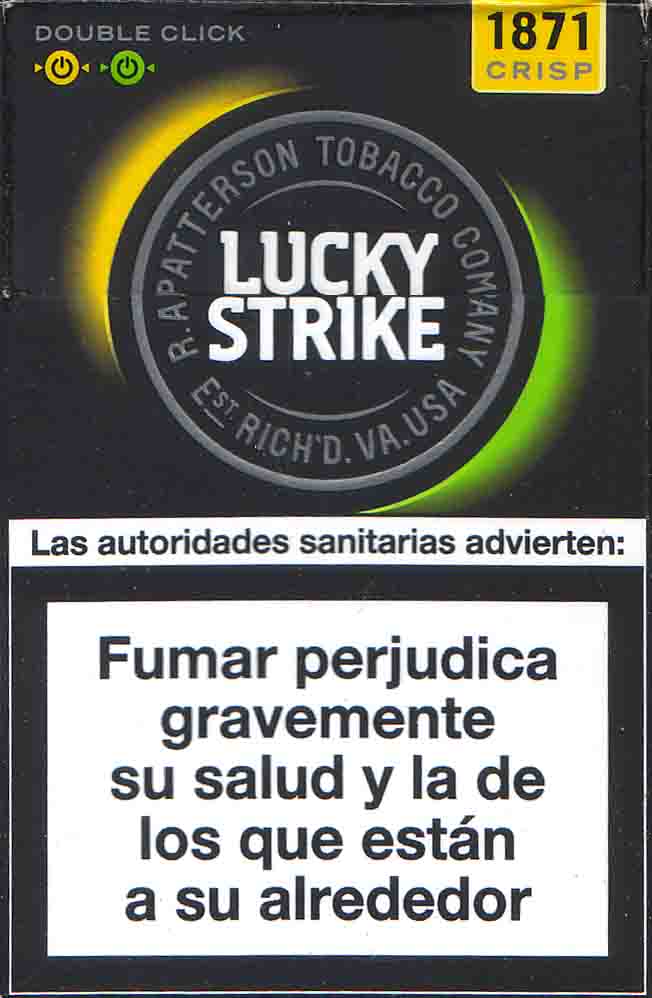 DOUBLE CLICK
1871
CRISP
R.A PATTERSON TOBACCO COMPANY
LUCKY
STRIKE
EST. RICH'D. VA. USA
Las autoridades sanitarias advierten:
Fumar perjudica
gravemente
su salud y la de
los que están
a su alrededor